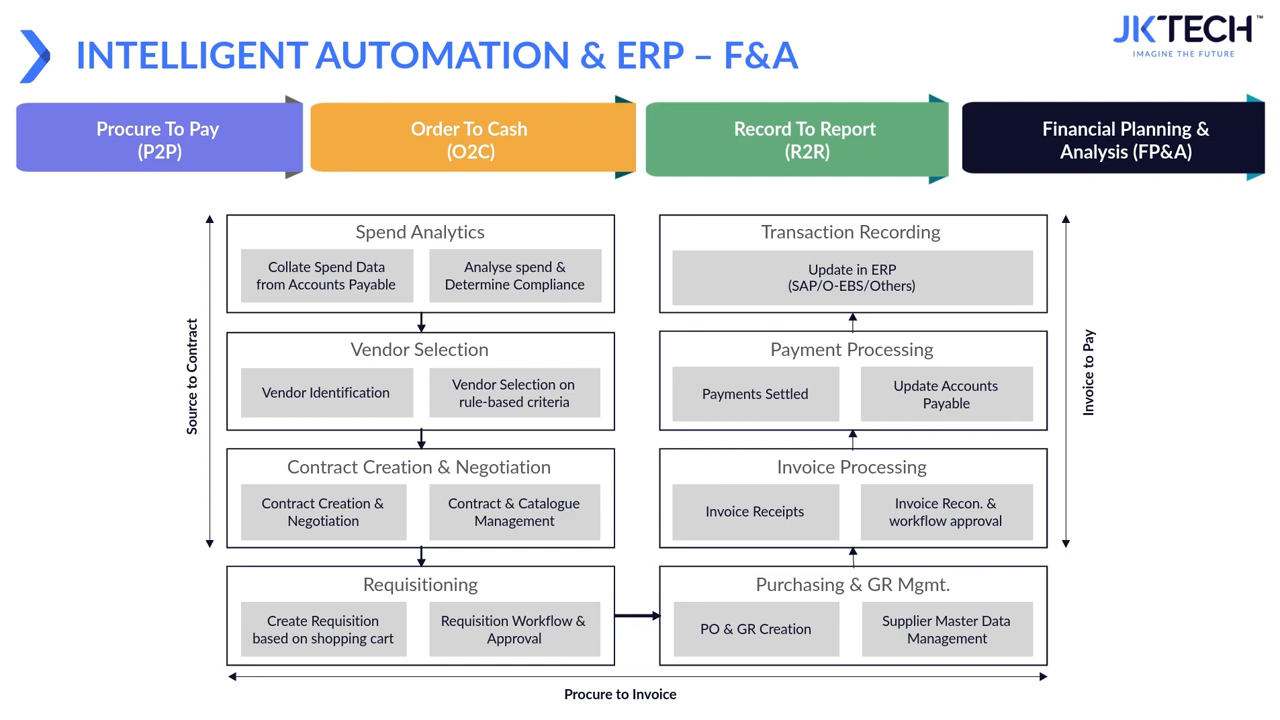 JKTECH™
IMAGINE THE FUTURE
INTELLIGENT AUTOMATION & ERP – F&A
Procure To Pay
(P2P)
Order To Cash
(O2C)
Record To Report
(R2R)
Financial Planning &
Analysis (FP&A)
Source to Contract
Spend Analytics
Collate Spend Data
from Accounts Payable
Analyse spend &
Determine Compliance
Vendor Selection
Vendor Identification
Vendor Selection on
rule-based criteria
Contract Creation & Negotiation
Contract Creation &
Negotiation
Contract & Catalogue
Management
Requisitioning
Create Requisition
based on shopping cart
Requisition Workflow &
Approval
Transaction Recording
Update in ERP
(SAP/O-EBS/Others)
Payment Processing
Payments Settled
Update Accounts
Payable
Invoice Processing
Invoice Receipts
Invoice Recon. &
workflow approval
Purchasing & GR Mgmt.
PO & GR Creation
Supplier Master Data
Management
Invoice to Pay
Procure to Invoice